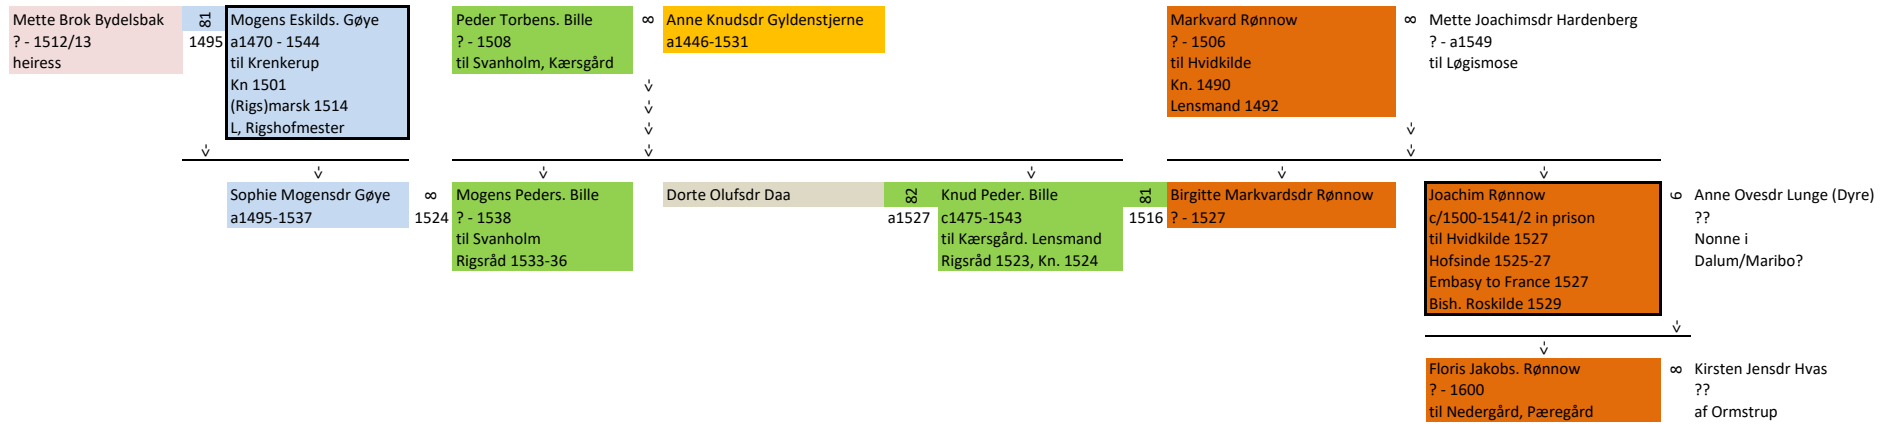 Mette Brok Bydelsbak
? - 1512/13
heiress
∞1
1495
Mogens Eskilds. Gøye
a1470 - 1544
til Krenkerup
Kn 1501
(Rigs)marsk 1514
L, Rigshofmester
Peder Torbens. Bille
? - 1508
til Svanholm, Kærsgård
∞
Anne Knudsdr Gyldenstjerne
a1446-1531
Markvard Rønnow
? - 1506
til Hvidkilde
Kn. 1490
Lensmand 1492
∞
Mette Joachimsdr Hardenberg
? - a1549
til Løgismose
Sophie Mogensdr Gøye
a1495-1537
∞
1524
Mogens Peders. Bille
? - 1538
til Svanholm
Rigsråd 1533-36
Dorte Olufsdr Daa
∞2
a1527
Knud Peder. Bille
c1475-1543
til Kærsgård. Lensmand
Rigsråd 1523, Kn. 1524
∞1
1516
Birgitte Markvardsdr Rønnow
? - 1527
Joachim Rønnow
c/1500-1541/2 in prison
til Hvidkilde 1527
Hofsinde 1525-27
Embasy to France 1527
Bish. Roskilde 1529
Anne Ovesdr Lunge (Dyre)
??
Nonne i
Dalum/Maribo?
Floris Jakobs. Rønnow
? - 1600
til Nedergård, Pæregård
∞
Kirsten Jensdr Hvas
??
af Ormstrup